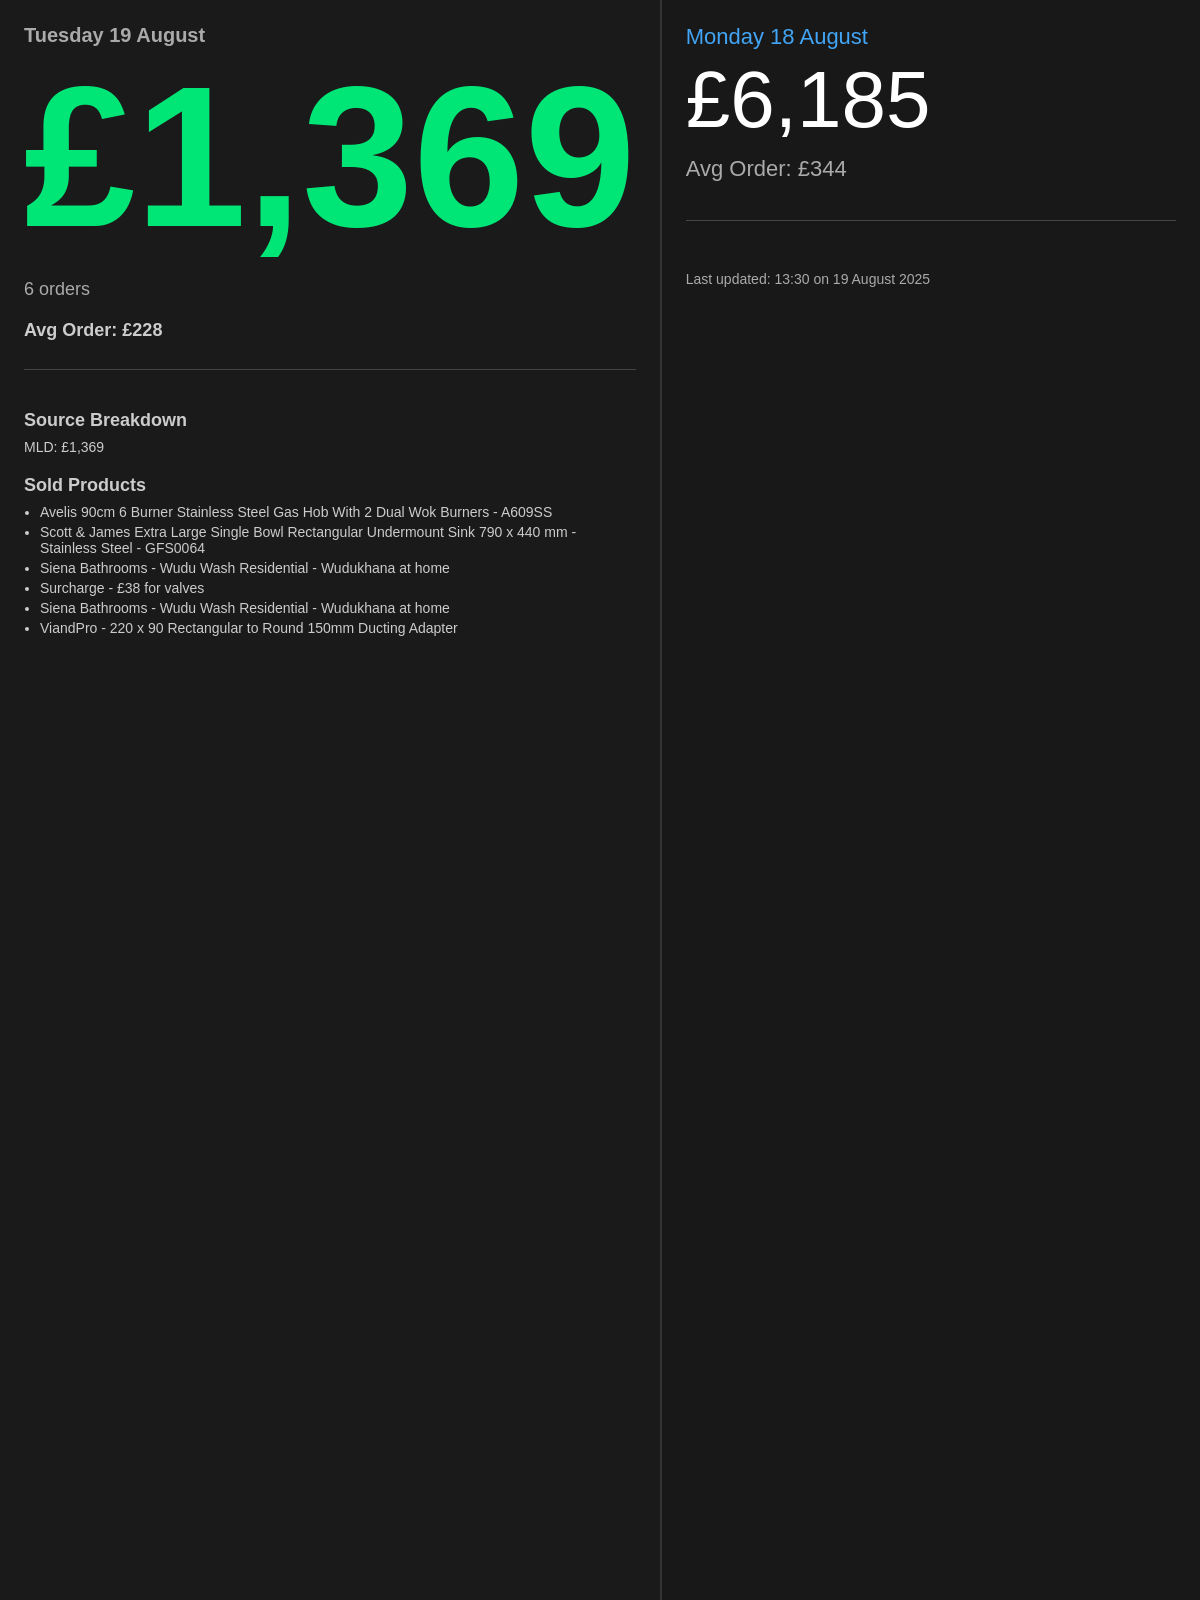 Tuesday 19 August
£1,369
6 orders
Avg Order: £228
Source Breakdown
MLD: £1,369
Sold Products
• Avelis 90cm 6 Burner Stainless Steel Gas Hob With 2 Dual Wok Burners - A609SS
• Scott & James Extra Large Single Bowl Rectangular Undermount Sink 790 x 440 mm -
Stainless Steel - GFS0064
• Siena Bathrooms - Wudu Wash Residential - Wudukhana at home
• Surcharge - £38 for valves
• Siena Bathrooms - Wudu Wash Residential - Wudukhana at home
• ViandPro - 220 x 90 Rectangular to Round 150mm Ducting Adapter
Monday 18 August
£6,185
Avg Order: £344
Last updated: 13:30 on 19 August 2025